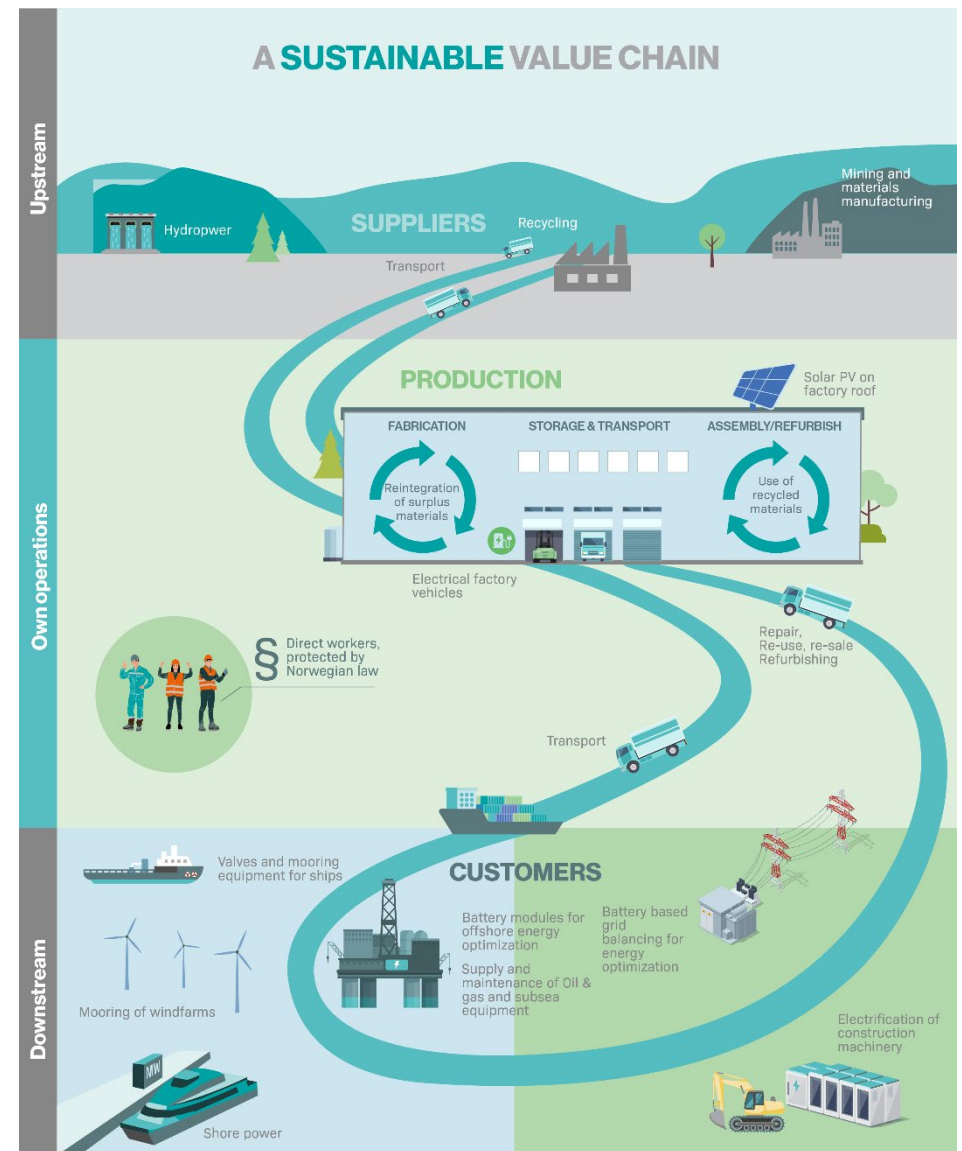 A SUSTAINABLE VALUE CHAIN
Upstream
Hydropwer
SUPPLIERS
Recycling
Mining and
materials
manufacturing
Transport
Own operations
PRODUCTION
Solar PV on
factory roof
FABRICATION
STORAGE & TRANSPORT
ASSEMBLY/REFURBISH
Reintegration
of surplus
materials
Use of
recycled
materials
Electrical factory
vehicles
Repair,
Re-use, re-sale
Refurbishing
§
Direct workers,
protected by
Norwegian law
Transport
Downstream
CUSTOMERS
Valves and mooring
equipment for ships
Battery modules for
offshore energy
optimization
Supply and
maintenance of Oil &
gas and subsea
equipment
Battery based
grid
balancing for
energy
optimization
Mooring of windfarms
Electrification of
construction
machinery
MW
Shore power